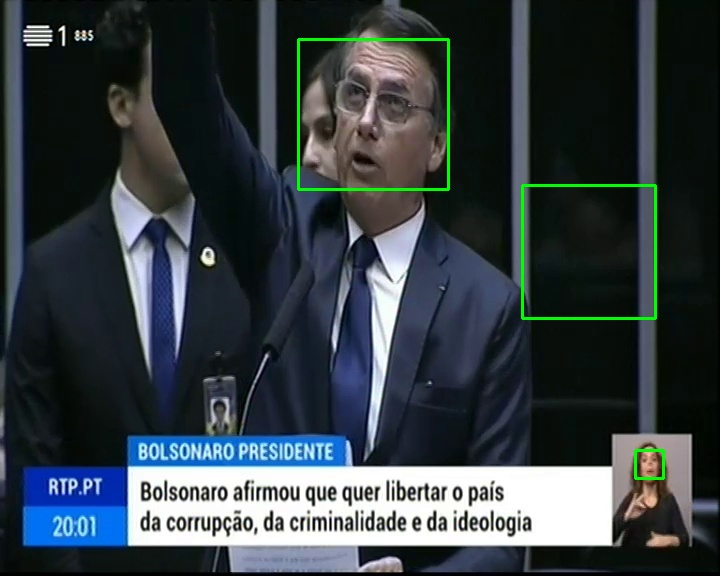 1 885
BOLSONARO PRESIDENTE
RTP.PT
Bolsonaro afirmou que quer libertar o país
20:01
da corrupção, da criminalidade e da ideologia